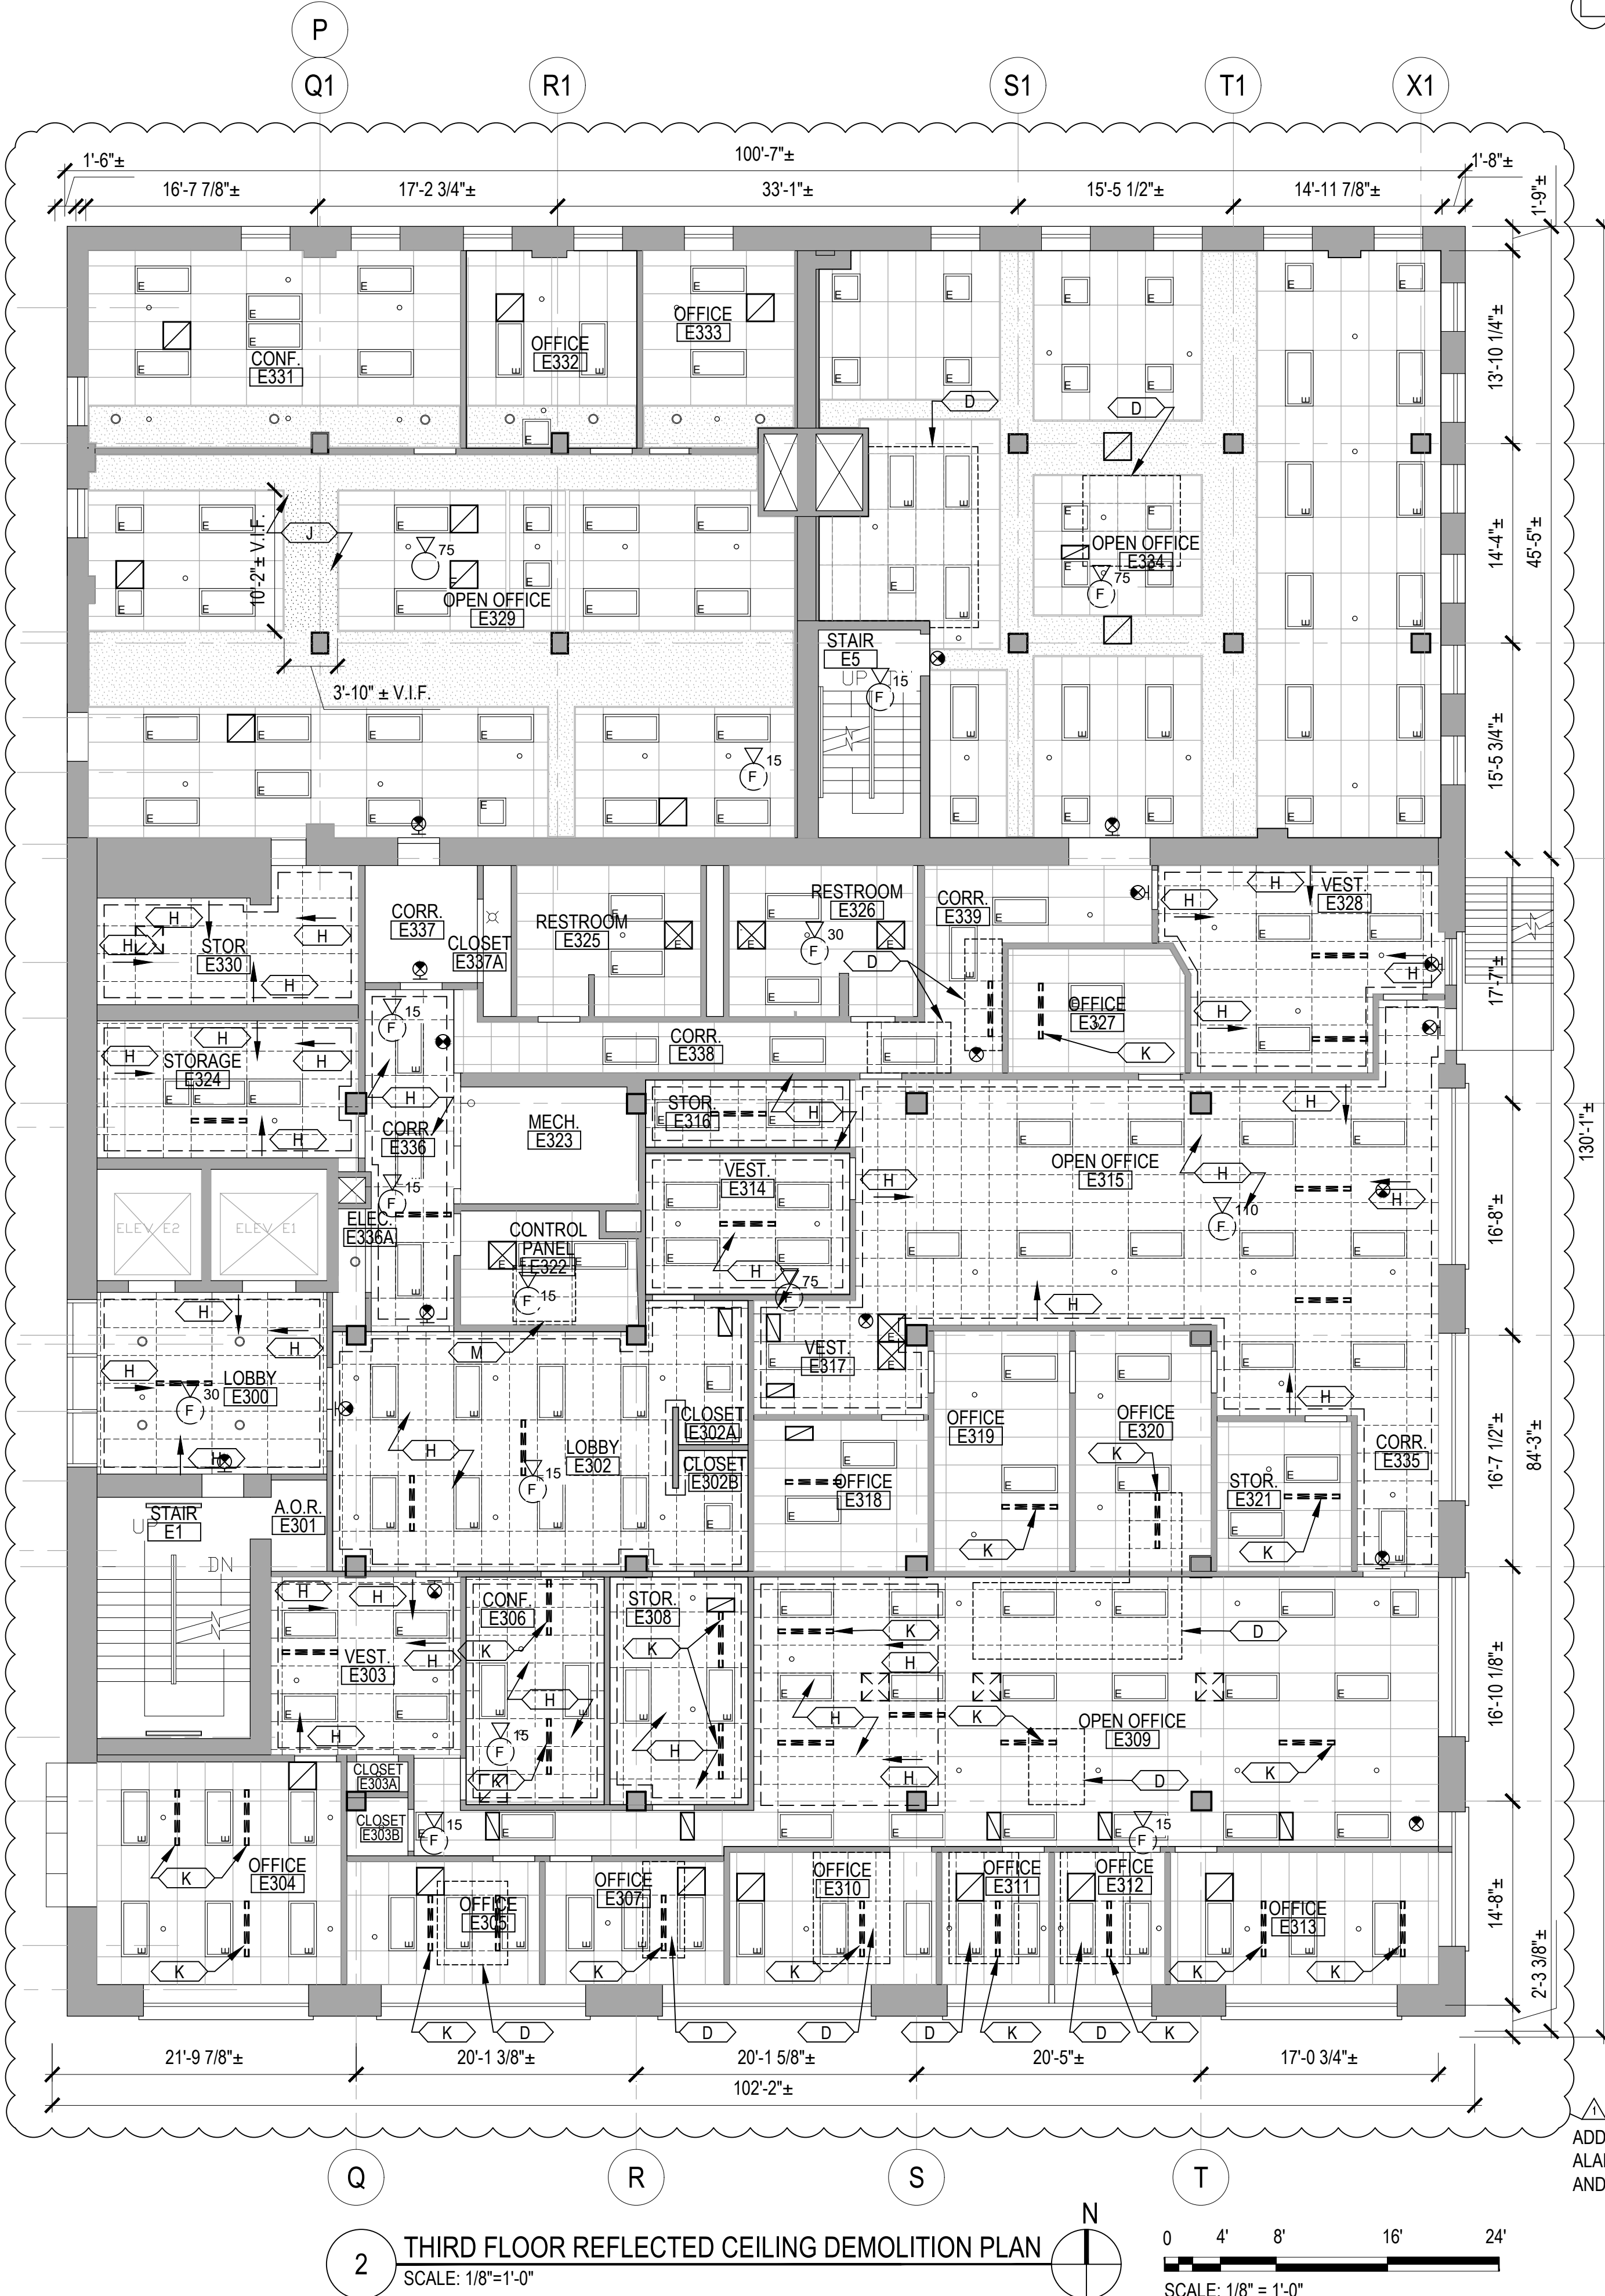 P
Q1
R1
S1
T1
X1
1'-6"±
100'-7"±
1'-8"±
16'-7 7/8"±
17'-2 3/4"±
33'-1"±
15'-5 1/2"±
14'-11 7/8"±
1'-9"±
13'-10 1/4"±
14'-4"±
45'-5"±
15'-5 3/4"±
CONF.
E331
OFFICE
E332
OFFICE
E333
D
D
J
10'-2"± V.I.F.
75
OPEN OFFICE
E329
OPEN OFFICE
E334
75
F
3'-10" ± V.I.F.
STAIR
E5
UP
15
F
15
F
H
H
H
H
STOR.
E330
CORR.
E337
CLOSET
E337A
RESTROOM
E325
RESTROOM
E326
30
F
CORR.
E339
D
H
H
VEST.
E328
H
H
17'-7"±
OFFICE
E327
K
H
H
H
STORAGE
E324
H
15
F
CORR.
E338
H
CORR.
E336
MECH.
E323
STOR.
E316
H
H
130'-1"±
VEST.
E314
H
OPEN OFFICE
E315
H
H
110
F
16'-8"±
ELEV E2
ELEV E1
15
F
ELEC.
E336A
CONTROL
PANEL
E322
15
F
H
75
F
H
H
H
H
LOBBY
E300
30
F
H
M
VEST.
E317
H
LOBBY
E302
15
F
CLOSET
E302A
CLOSET
E302B
OFFICE
E318
OFFICE
E319
K
OFFICE
E320
K
H
STOR.
E321
K
CORR.
E335
16'-7 1/2"±
84'-3"±
STAIR
E1
UP
DN
A.O.R.
E301
H
H
VEST.
E303
H
H
CONF.
E306
K
H
15
F
K
STOR.
E308
K
H
K
H
D
H
K
OPEN OFFICE
E309
H
D
K
16'-10 1/8"±
CLOSET
E303A
CLOSET
E303B
15
F
15
F
OFFICE
E304
K
K
OFFICE
E305
OFFICE
E307
K
OFFICE
E310
K
OFFICE
E311
OFFICE
E312
OFFICE
E313
K
K
14'-8"±
2'-3 3/8"±
K
D
D
D
D
K
D
K
21'-9 7/8"±
20'-1 3/8"±
20'-1 5/8"±
20'-5"±
17'-0 3/4"±
102'-2"±
1
ADD
ALA
AND
Q
R
S
T
2
THIRD FLOOR REFLECTED CEILING DEMOLITION PLAN
SCALE: 1/8"=1'-0"
N
0
4'
8'
16'
24'
SCALE: 1/8" = 1'-0"